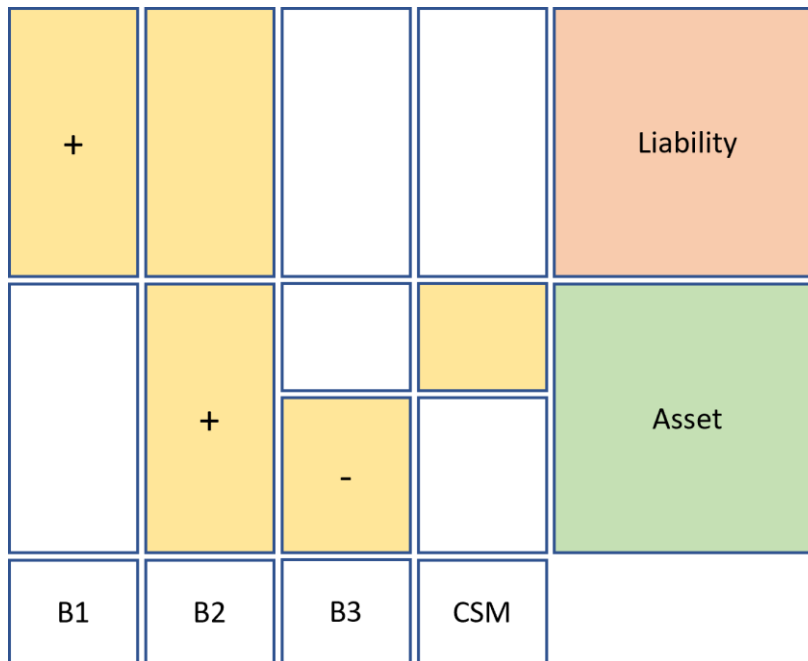 +
Liability
+
Asset
-
B1
B2
B3
CSM